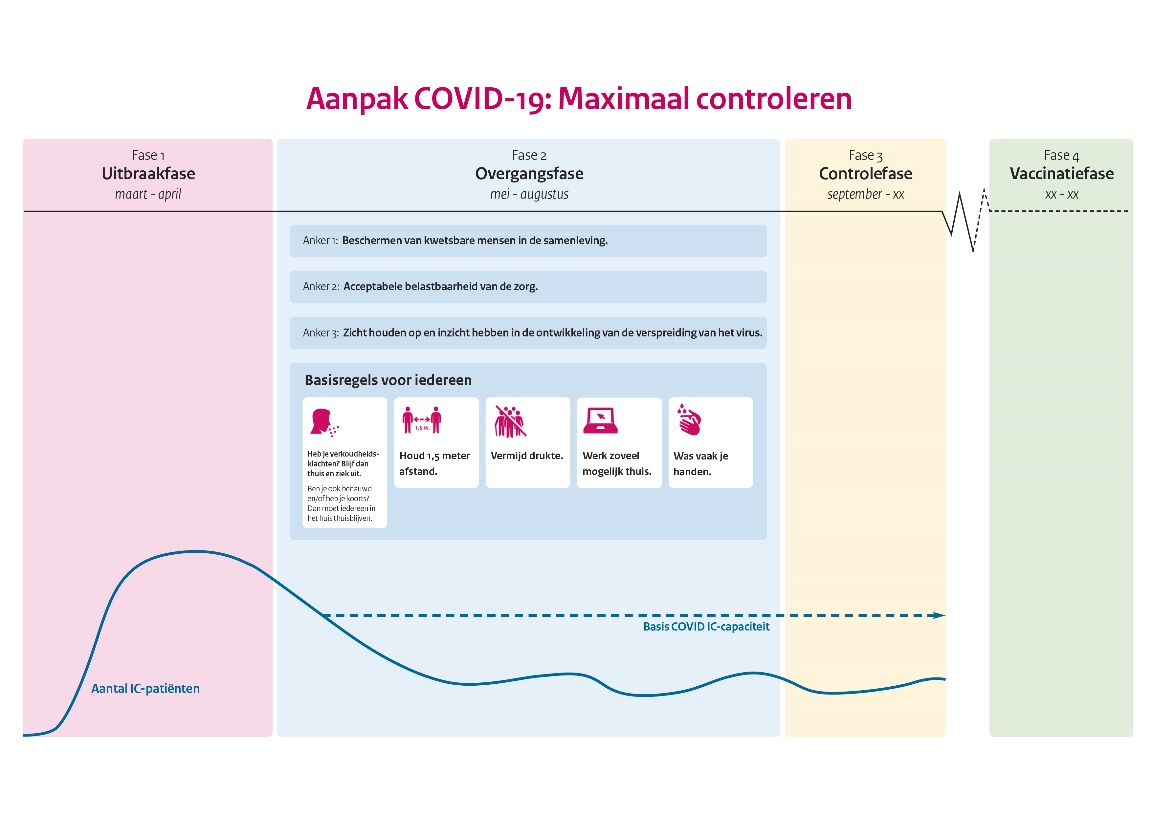 Aanpak COVID-19: Maximaal controleren
Fase 1
Uitbraakfase
maart - april
Fase 2
Overgangsfase
mei - augustus
Fase 3
Controlefase
september - xx
Fase 4
Vaccinatiefase
xx - xx
Anker 1: Beschermen van kwetsbare mensen in de samenleving.
Anker 2: Acceptabele belastbaarheid van de zorg.
Anker 3: Zicht houden op en inzicht hebben in de ontwikkeling van de verspreiding van het virus.
Basisregels voor iedereen
Heb je verkoudheids-
klachten? Blijf dan
thuis en ziek uit.
Ben je ook benauwd
en/of heb je koorts?
Dan moet iedereen in
het huis thuisblijven.
1,5 M.
Houd 1,5 meter
afstand.
Vermijd drukte.
Werk zoveel
mogelijk thuis.
Was vaak je
handen.
Basis COVID IC-capaciteit
Aantal IC-patiënten